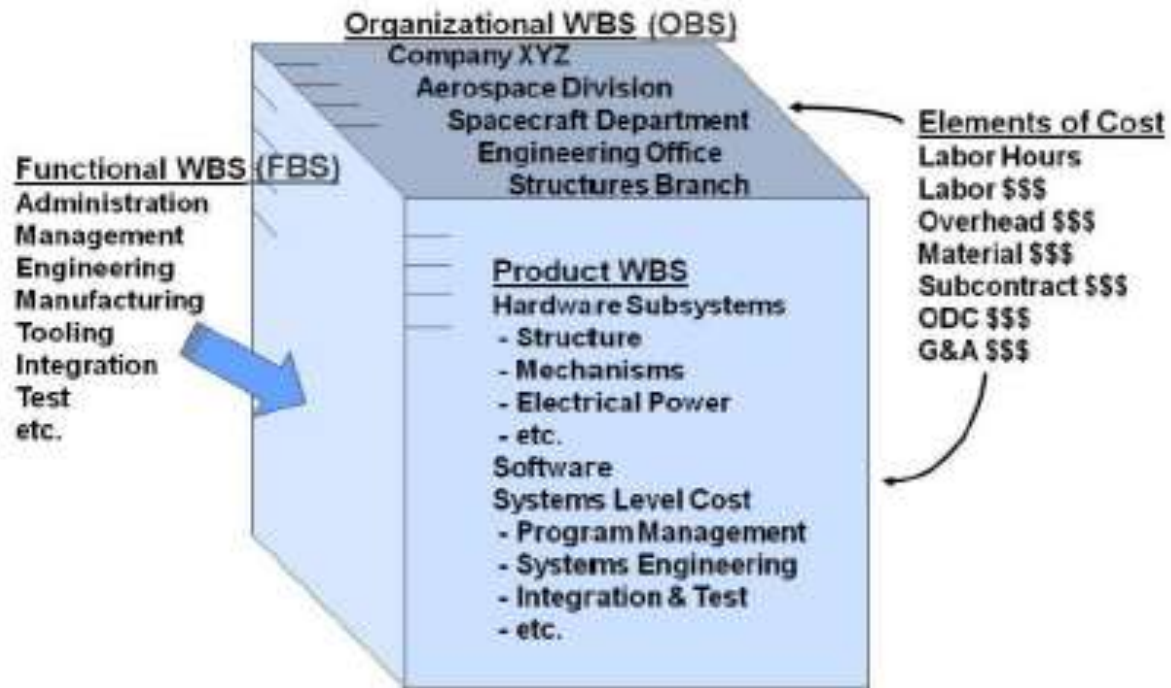 Organizational WBS (OBS)
Company XYZ
Aerospace Division
Spacecraft Department
Engineering Office
Structures Branch
Functional WBS (FBS)
Administration
Management
Engineering
Manufacturing
Tooling
Integration
Test
etc.
Product WBS
Hardware Subsystems
- Structure
- Mechanisms
- Electrical Power
- etc.
Software
Systems Level Cost
- Program Management
- Systems Engineering
- Integration & Test
- etc.
Elements of Cost
Labor Hours
Labor $$$
Overhead $$$
Material $$$
Subcontract $$$
ODC $$$
G&A $$$